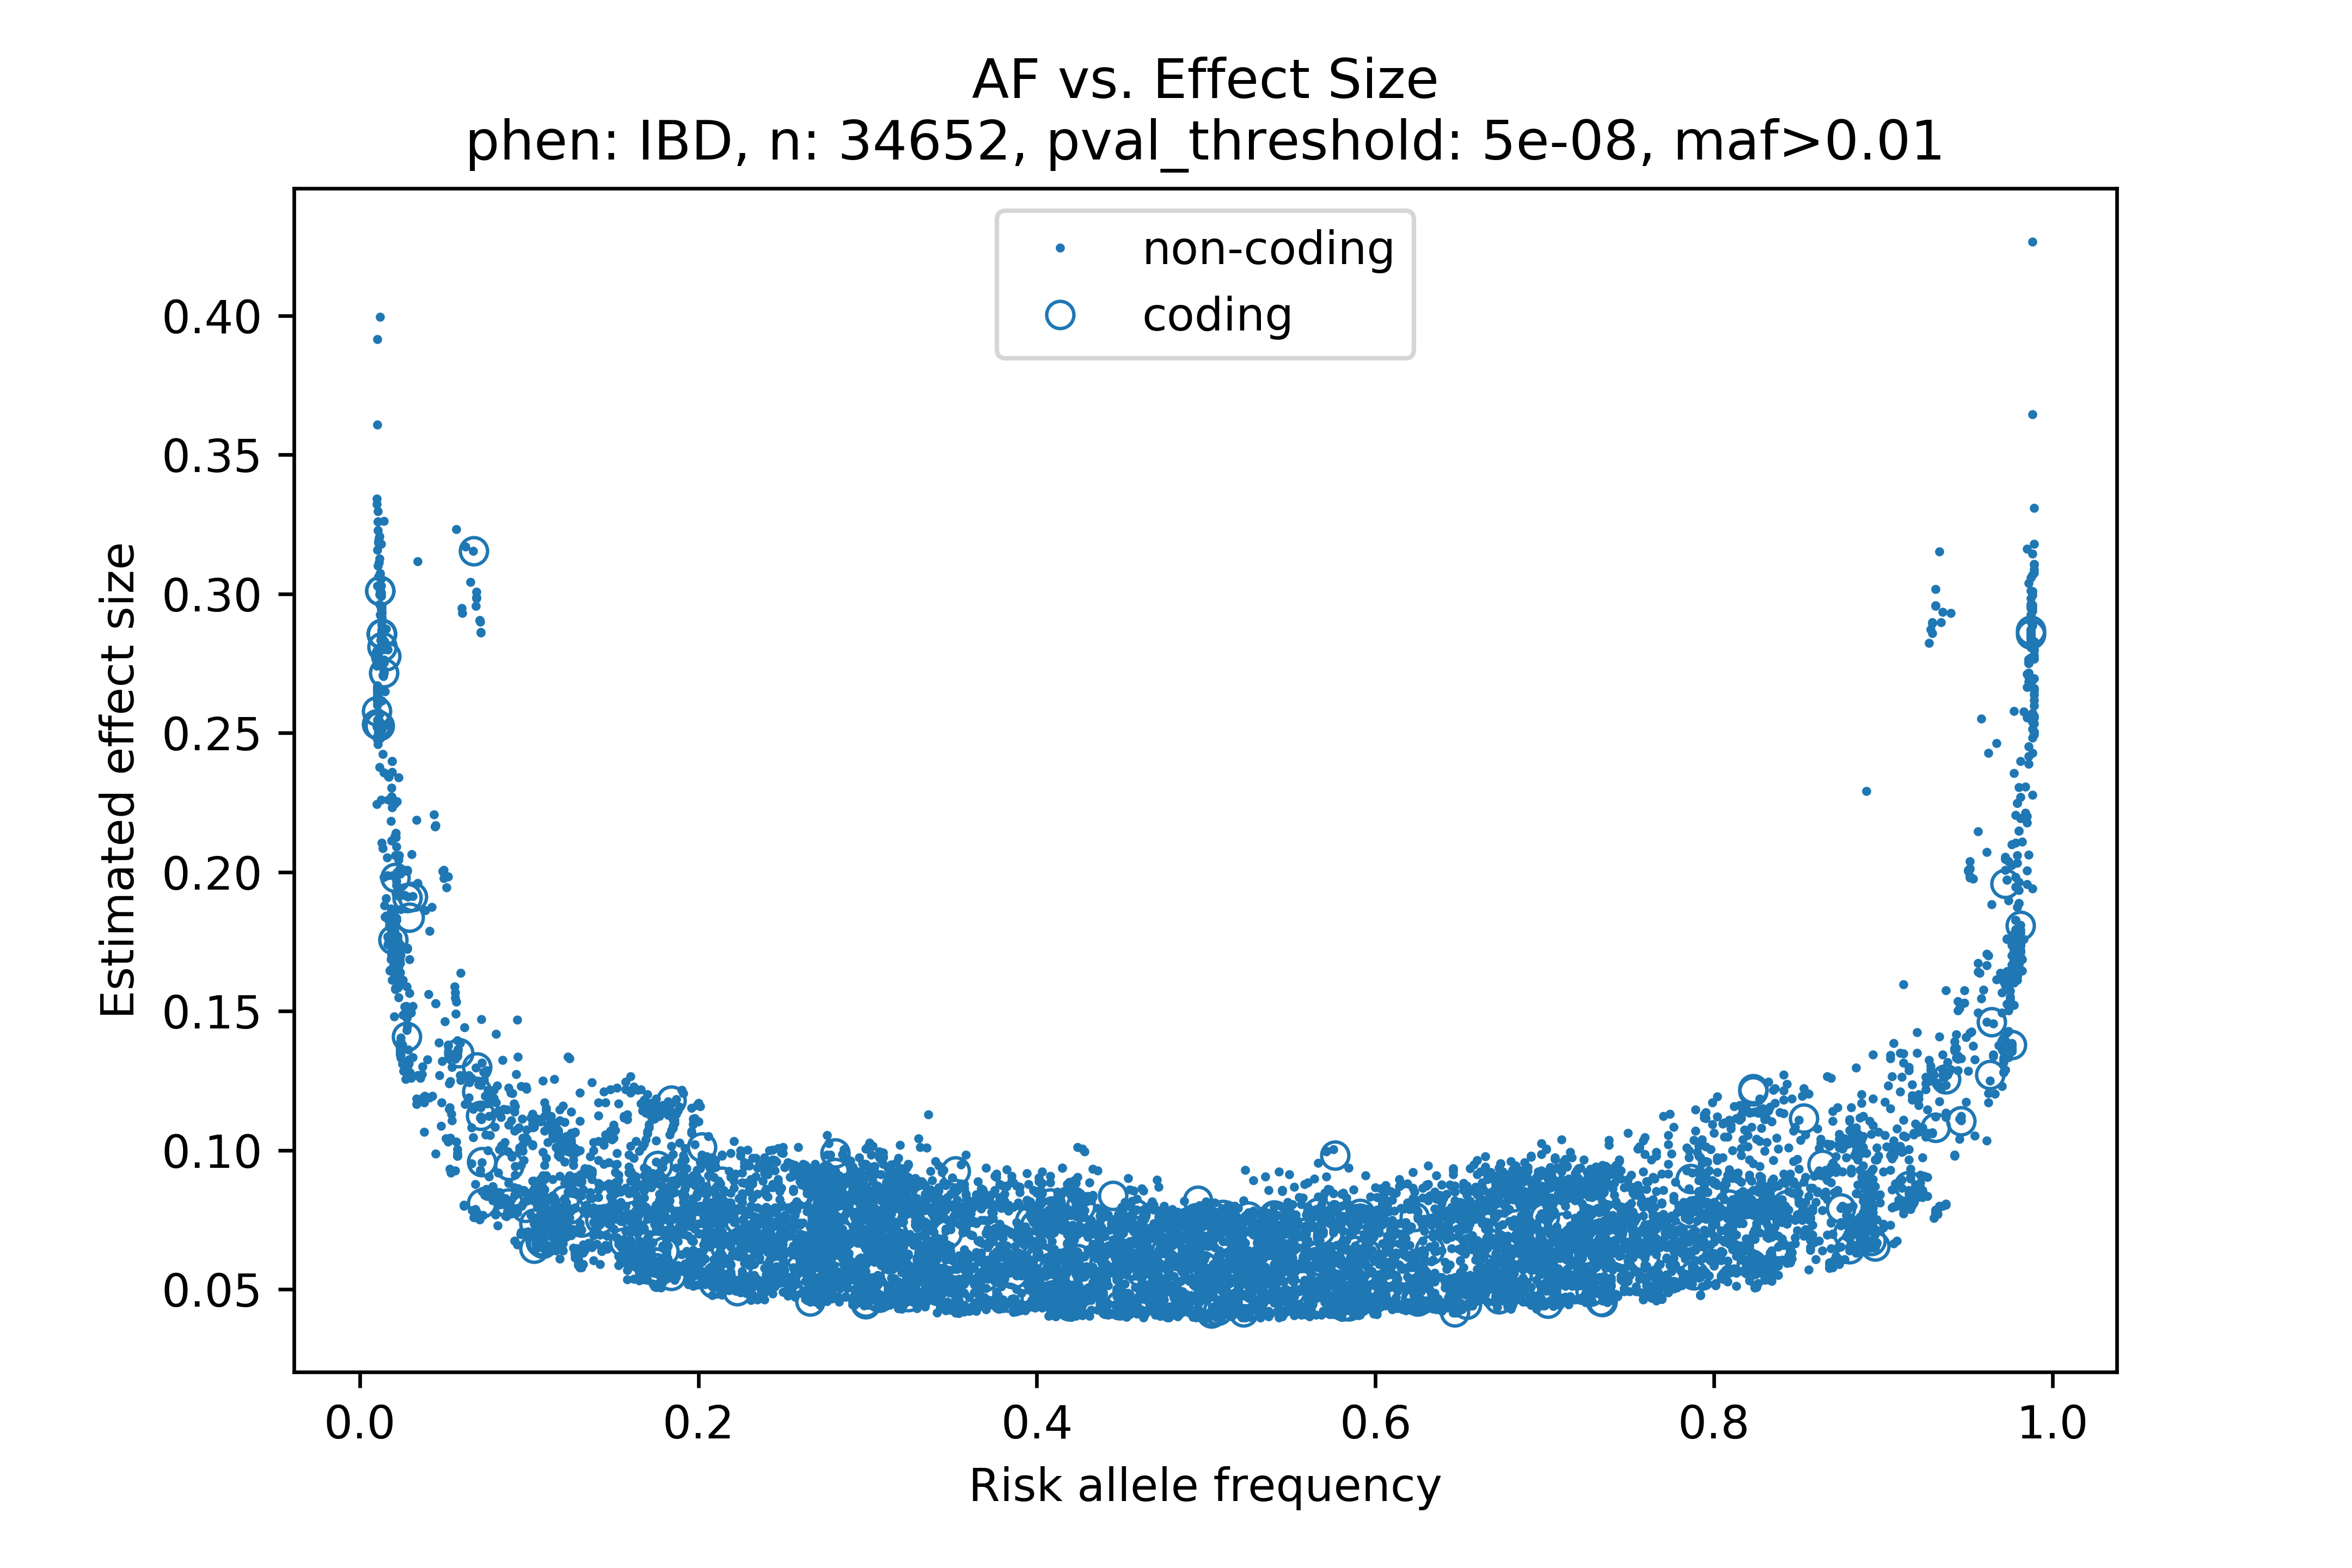 AF vs. Effect Size
phen: IBD, n: 34652, pval_threshold: 5e-08, maf>0.01
non-coding
coding
0.40
0.35
0.30
0.25
0.20
0.15
0.10
0.05
Estimated effect size
0.0 0.2 0.4 0.6 0.8 1.0
Risk allele frequency